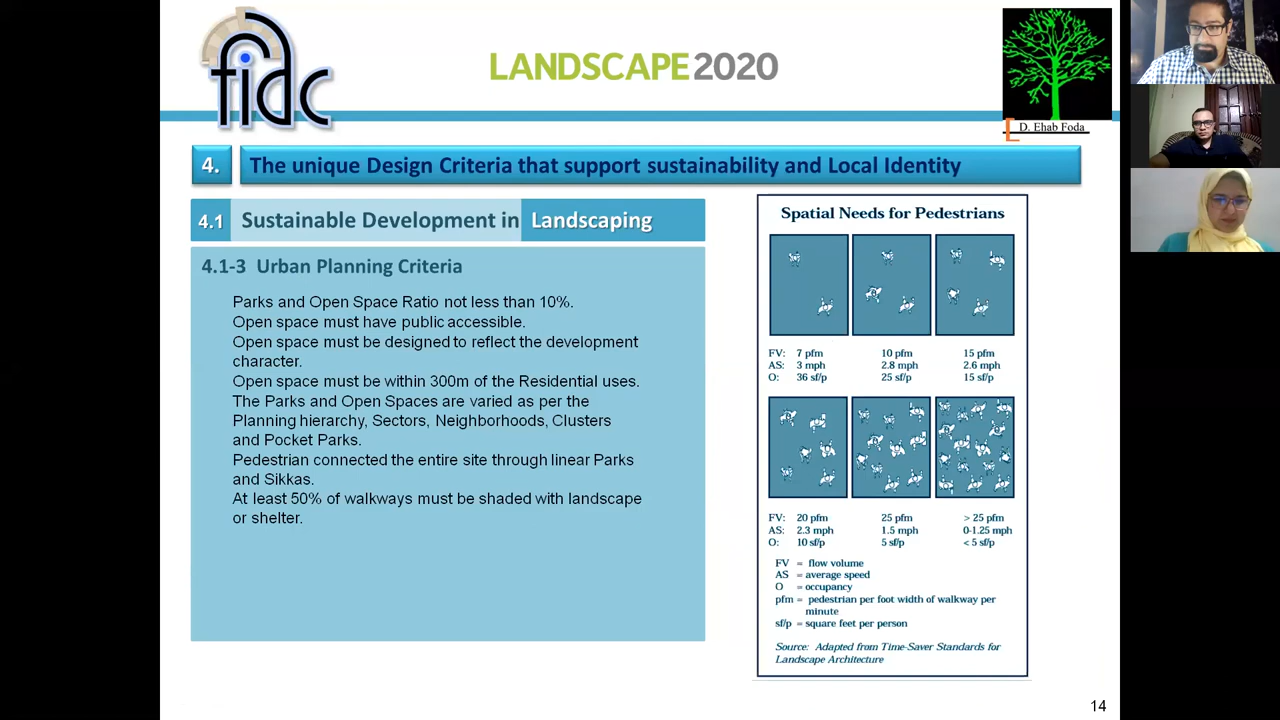 fidc
LANDSCAPE2020
D. Ehab Foda
4. The unique Design Criteria that support sustainability and Local Identity
4.1 Sustainable Development in Landscaping
4.1-3 Urban Planning Criteria
Parks and Open Space Ratio not less than 10%.
Open space must have public accessible.
Open space must be designed to reflect the development
character.
Open space must be within 300m of the Residential uses.
The Parks and Open Spaces are varied as per the
Planning hierarchy, Sectors, Neighborhoods, Clusters
and Pocket Parks.
Pedestrian connected the entire site through linear Parks
and Sikkas.
At least 50% of walkways must be shaded with landscape
or shelter.
Spatial Needs for Pedestrians
FV: 7 pfm 10 pfm 15 pfm
AS: 3 mph 2.8 mph 2.6 mph
O: 36 sf/p 25 sf/p 15 sf/p
FV: 20 pfm 25 pfm > 25 pfm
AS: 2.3 mph 1.5 mph 0-1.25 mph
O: 10 sf/p 5 sf/p < 5 sf/p
FV = flow volume
AS = average speed
O = occupancy
pfm = pedestrian per foot width of walkway per
minute
sf/p = square feet per person
Source: Adapted from Time-Saver Standards for
Landscape Architecture
14